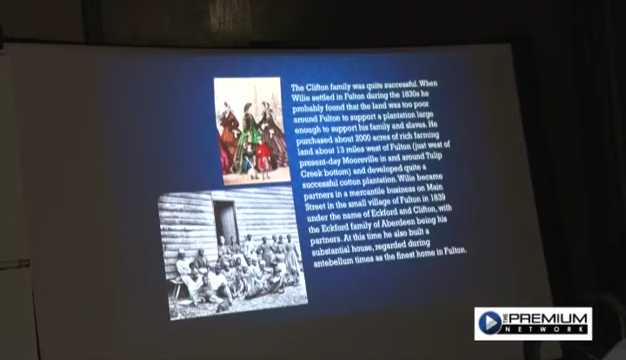 The Clifton family was quite successful. When
Wilie settled in Fulton during the 1830s he
probably found that the land was too poor
around Fulton to support a plantation large
enough to support his family and slaves. He
purchased about 2000 acres of rich farming
land about 13 miles west of Fulton (just west of
present-day Mooreville in and around Tulip
Creek bottom) and developed quite a
successful cotton plantation. Wilie became
partners in a mercantile business on Main
Street in the small village of Fulton in 1839
under the name of Eckford and Clifton, with
the Eckford family of Aberdeen being his
partners. At this time he also built a
substantial house, regarded during
antebellum times as the finest home in Fulton.
THE PREMIUM
NETWORK